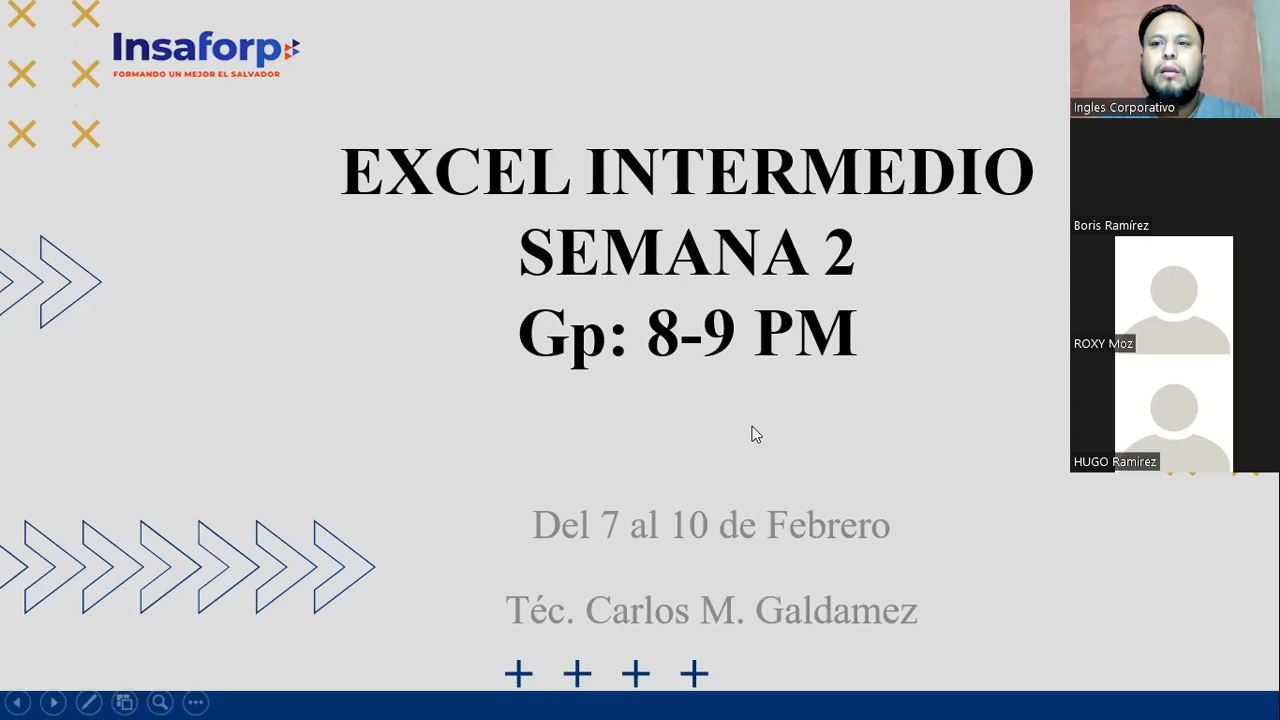 Insaforp
FORMANDO UN MEJOR EL SALVADOR
EXCEL INTERMEDIO
SEMANA 2
Gp: 8-9 PM
Del 7 al 10 de Febrero
Téc. Carlos M. Galdamez
Ingles Corporativo
Boris Ramírez
ROXY Moz
HUGO Ramirez